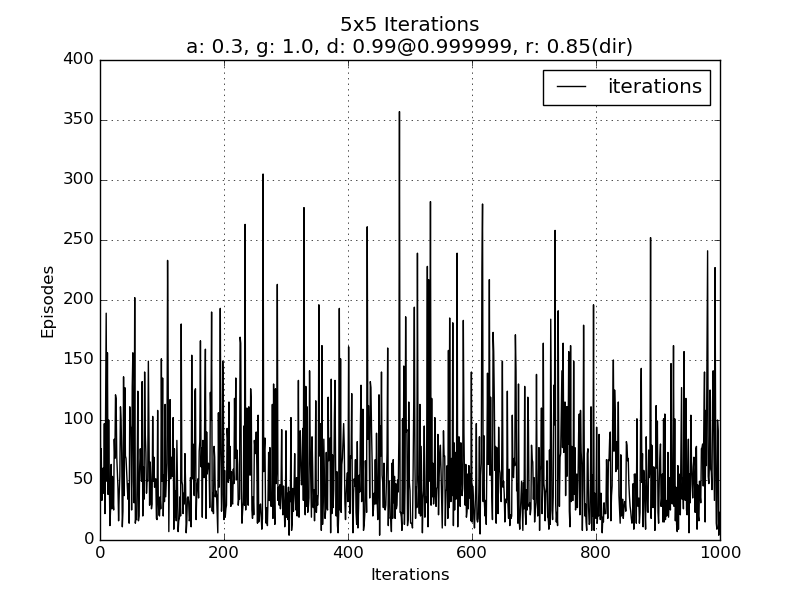 5x5 Iterations
a: 0.3, g: 1.0, d: 0.99@0.999999, r: 0.85(dir)
400
350
300
250
200
150
100
50
0
Episodes
iterations
0 200 400 600 800 1000
Iterations